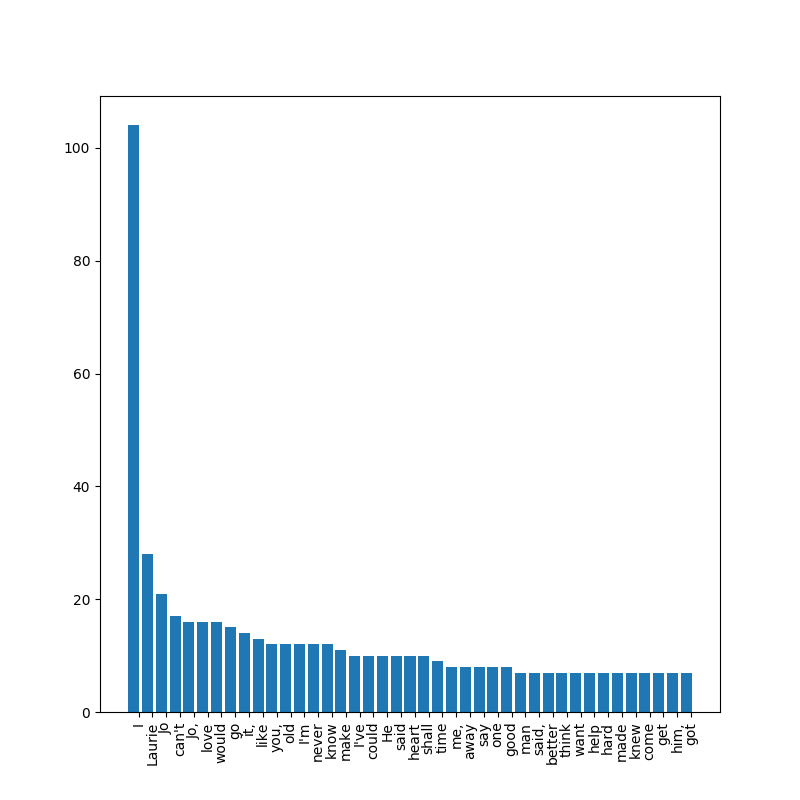 100
80
60
40
20
0
I
Laurie
Jo
can't
Jo,
love
would
go
it,
like
you,
old
I'm
never
know
make
I've
could
He
said
heart
shall
time
me,
away
say
one
good
man
said,
better
think
want
help
hard
made
knew
come
get
him,
got